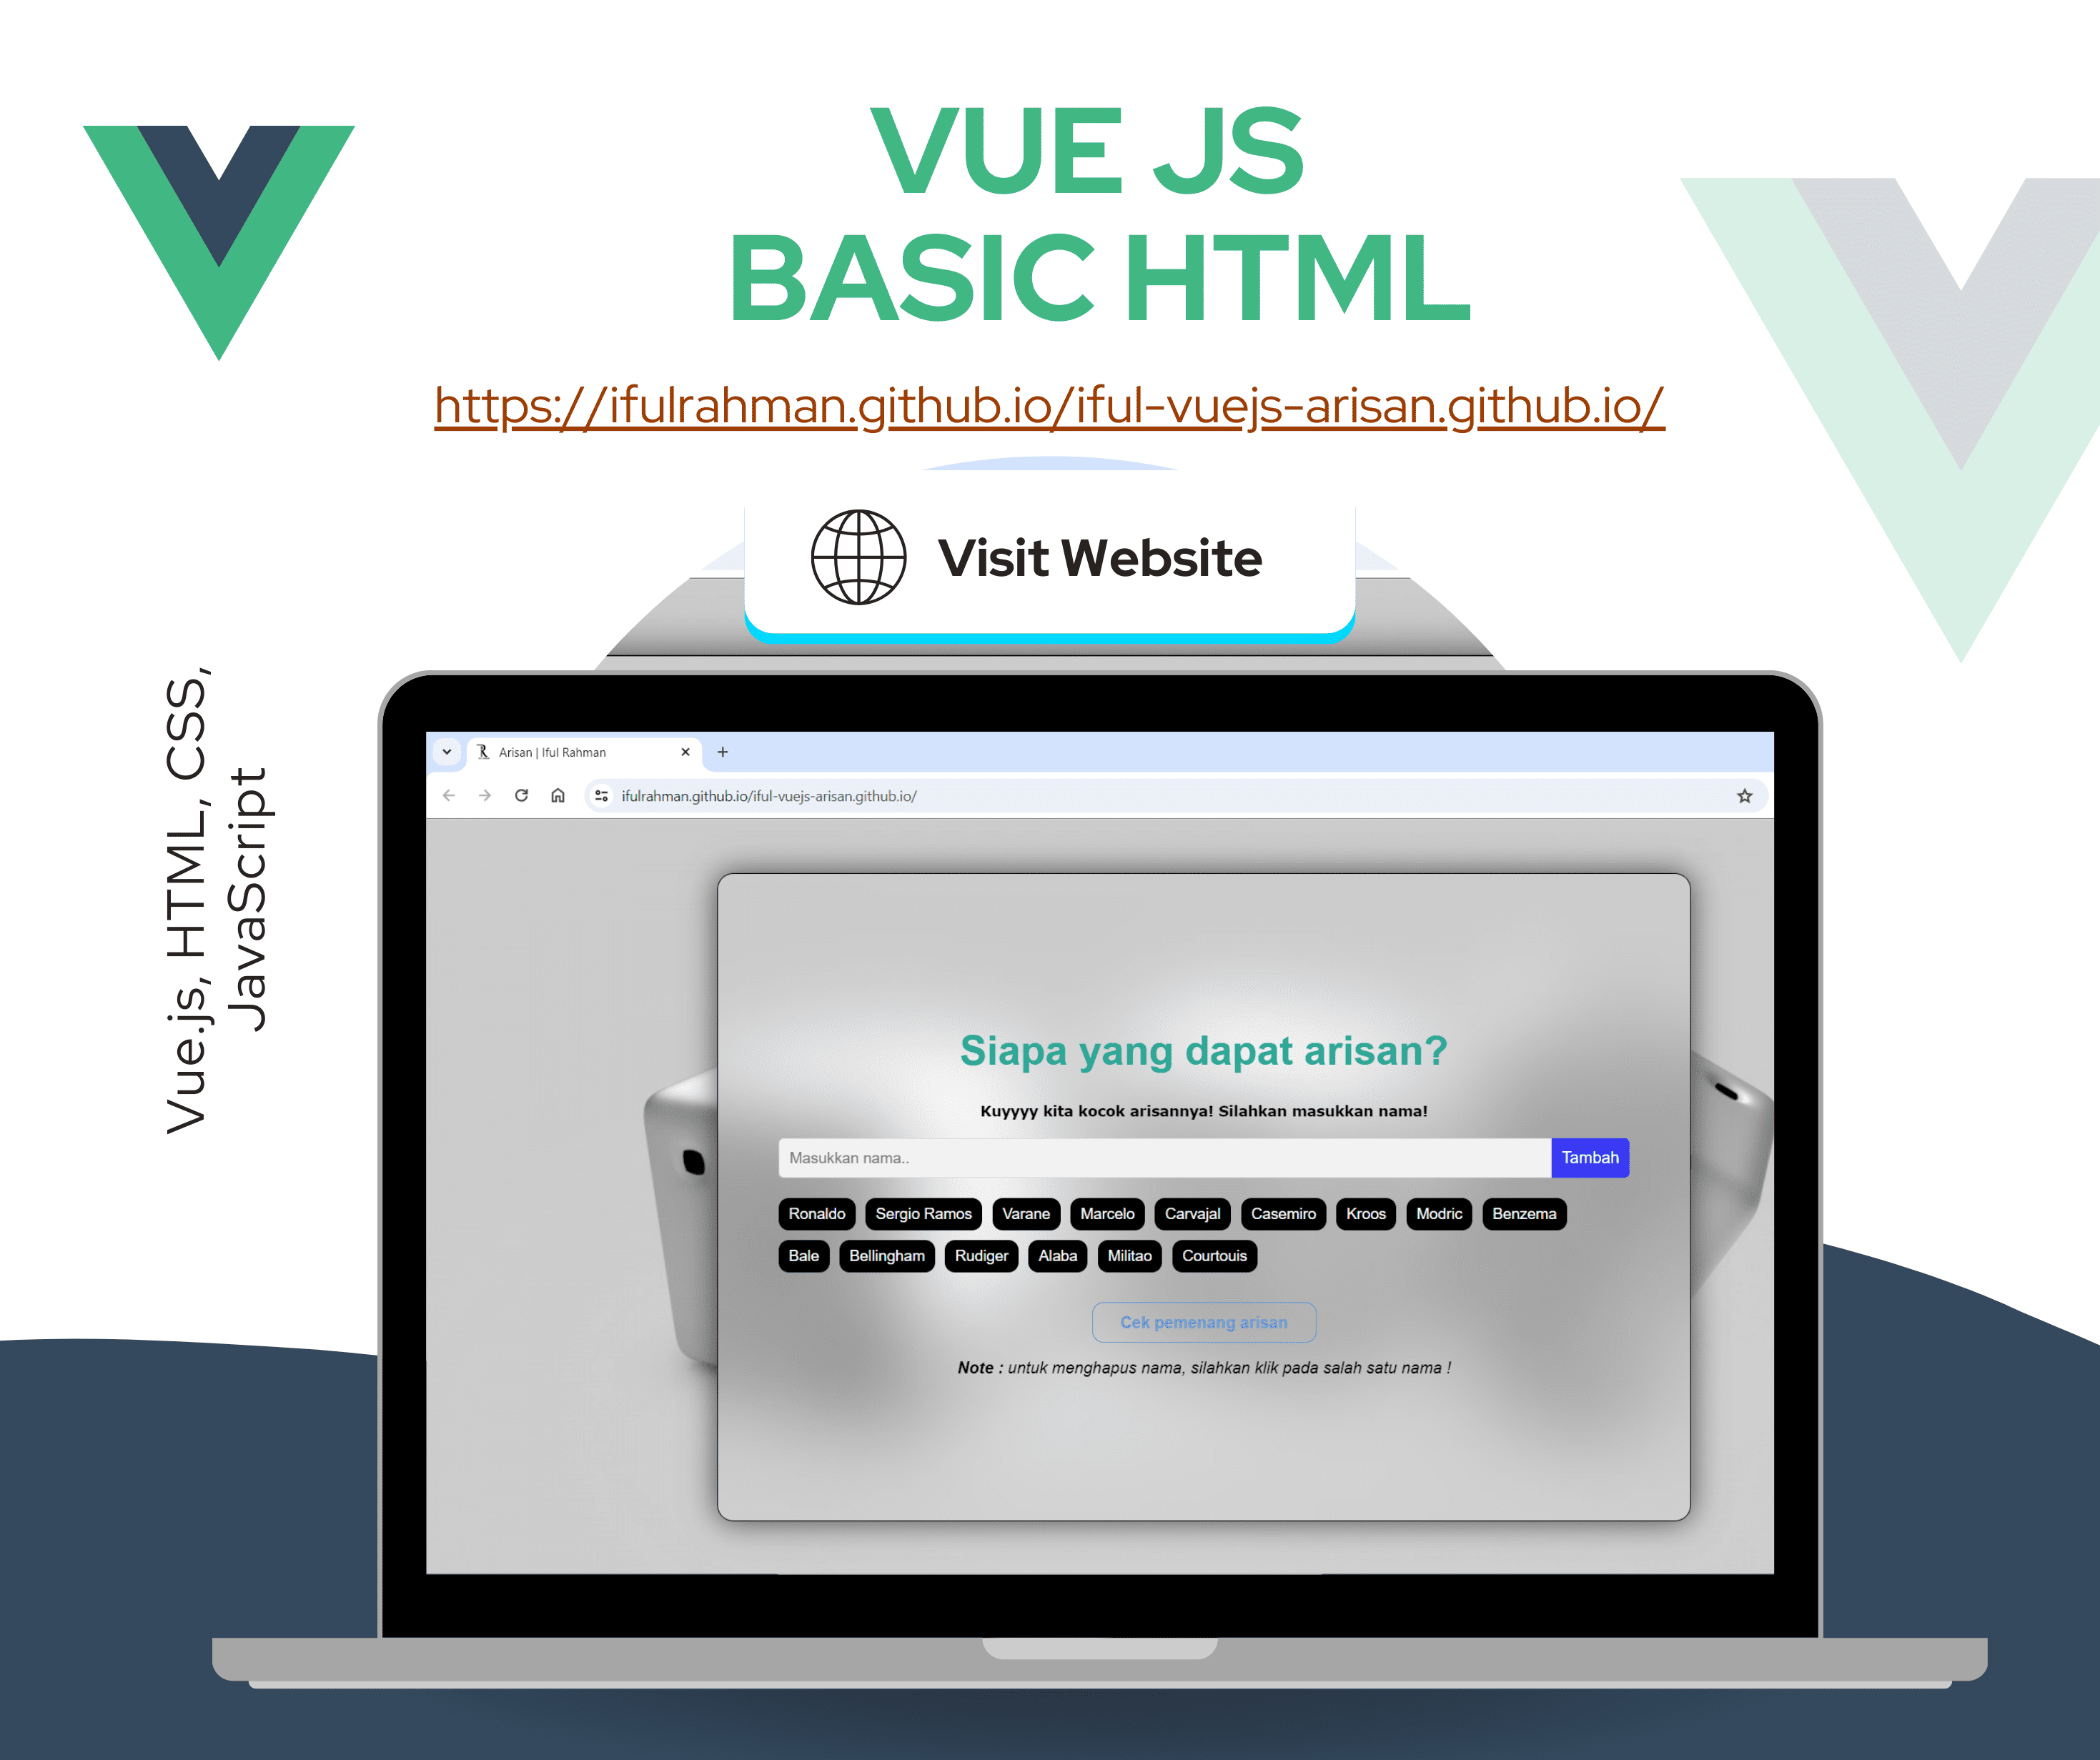 VUE JS
BASIC HTML
https://ifulrahman.github.io/iful-vuejs-arisan.github.io/
Visit Website
Vue.js, HTML, CSS,
JavaScript
Arisan | Iful Rahman
ifulrahman.github.io/iful-vuejs-arisan.github.io/
Siapa yang dapat arisan?
Kuyyyy kita kocok arisannya! Silahkan masukkan nama!
Masukkan nama.. Tambah
Ronaldo Sergio Ramos Varane Marcelo Carvajal Casemiro Kroos Modric Benzema
Bale Bellingham Rudiger Alaba Militao Courtouis
Cek pemenang arisan
Note : untuk menghapus nama, silahkan klik pada salah satu nama !